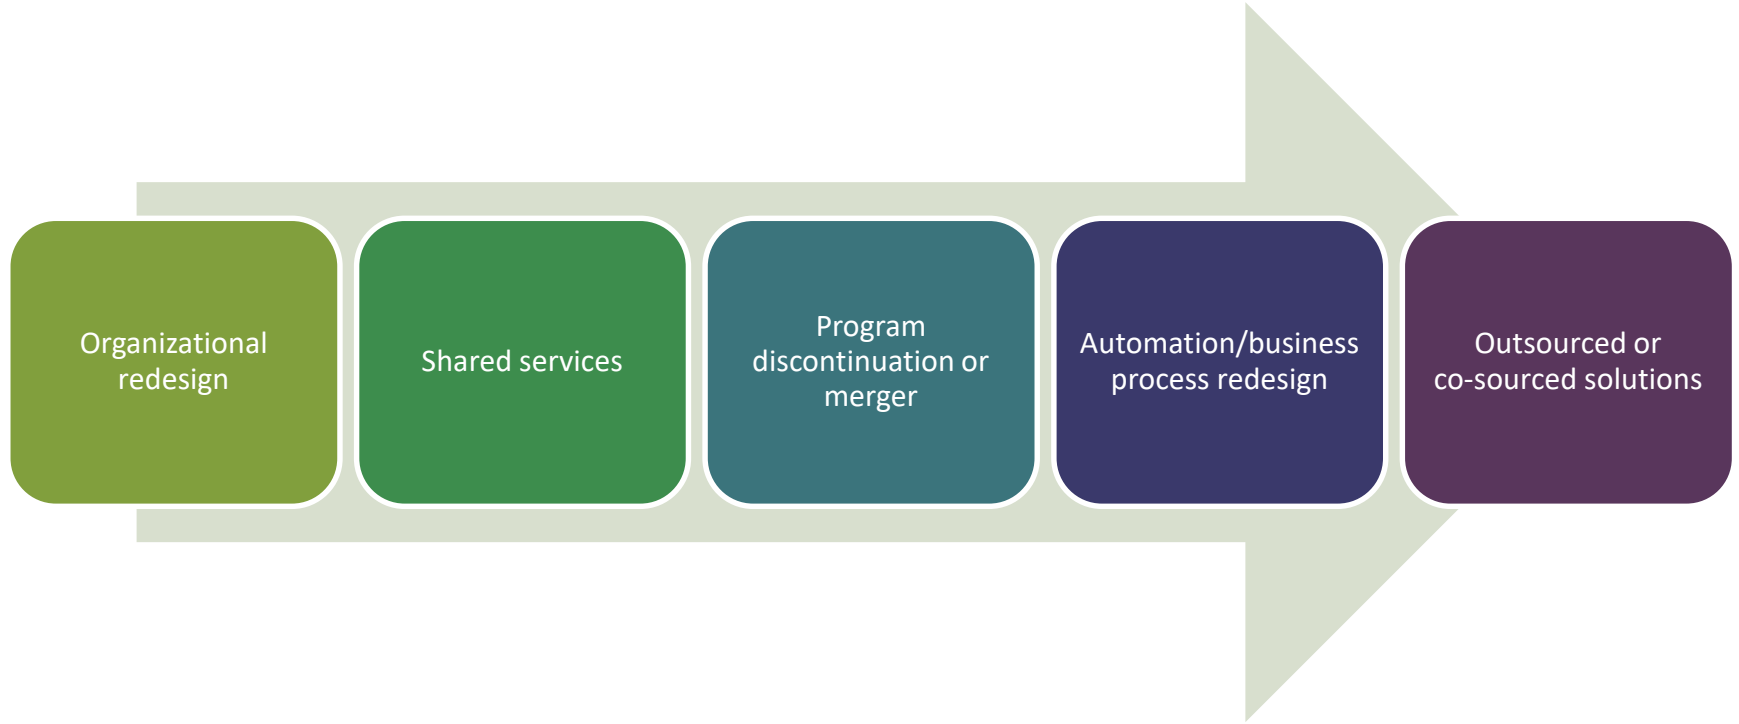 Organizational
redesign
Shared services
Program
discontinuation or
merger
Automation/business
process redesign
Outsourced or
co-sourced solutions